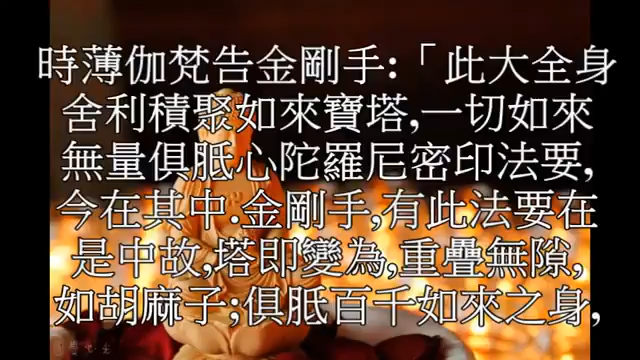 時薄伽梵告金剛手:「此大全身
舍利積聚如來寶塔,一切如來
無量俱胝心陀羅尼密印法要,
今在其中.金剛手,有此法要在
是中故,塔即變為,重疊無隙,
如胡麻子;俱胝百千如來之身,